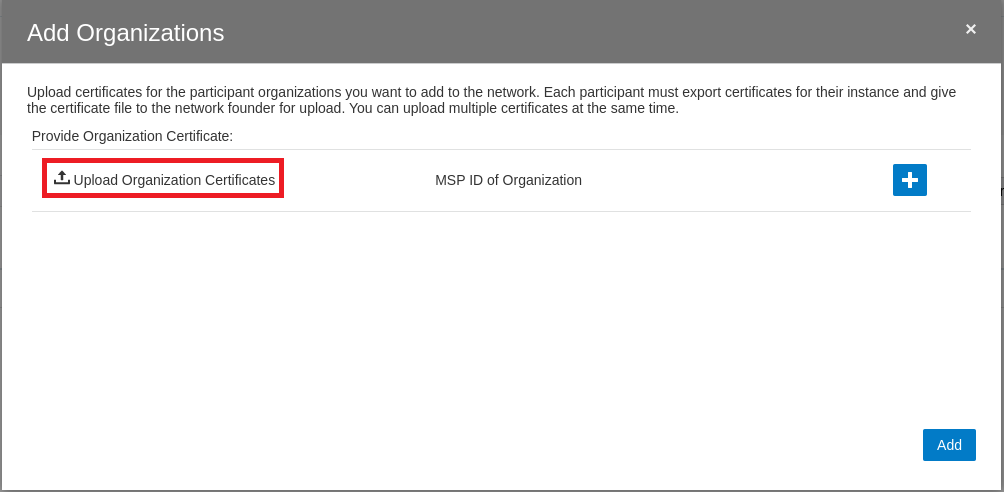 Add Organizations ×
Upload certificates for the participant organizations you want to add to the network. Each participant must export certificates for their instance and give
the certificate file to the network founder for upload. You can upload multiple certificates at the same time.
Provide Organization Certificate:
Upload Organization Certificates MSP ID of Organization
Add